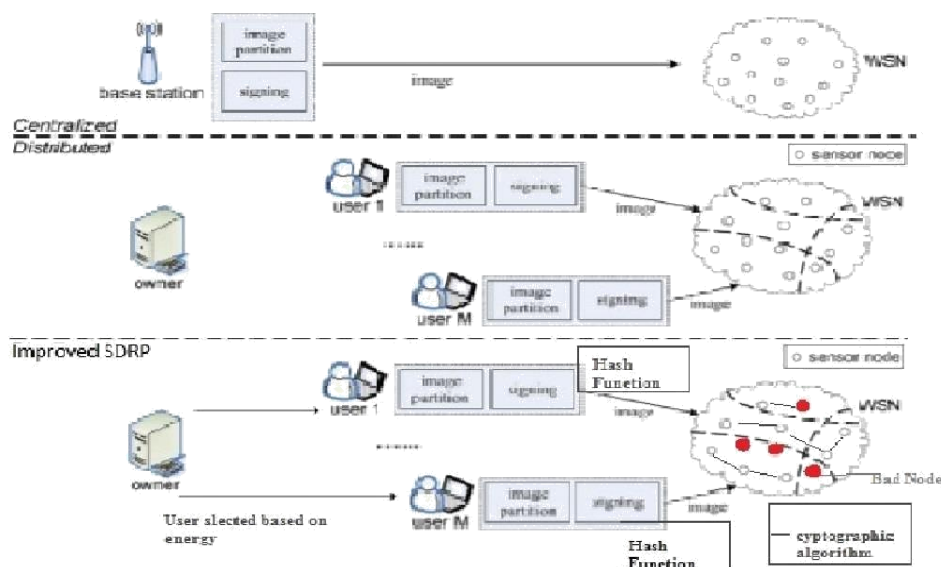 image
partition
signing
base station
image
WSN
Centralized
Distributed
sensor node
user 1
image
partition
signing
image
WSN
owner
......
user M
image
partition
signing
image
Improved SDRP
sensor node
Hash
Function
user 1
image
partition
signing
image
WSN
owner
......
Bad Node
User slected based on
energy
user M
image
partition
signing
image
cyptographic
algorithm
Hash
Function